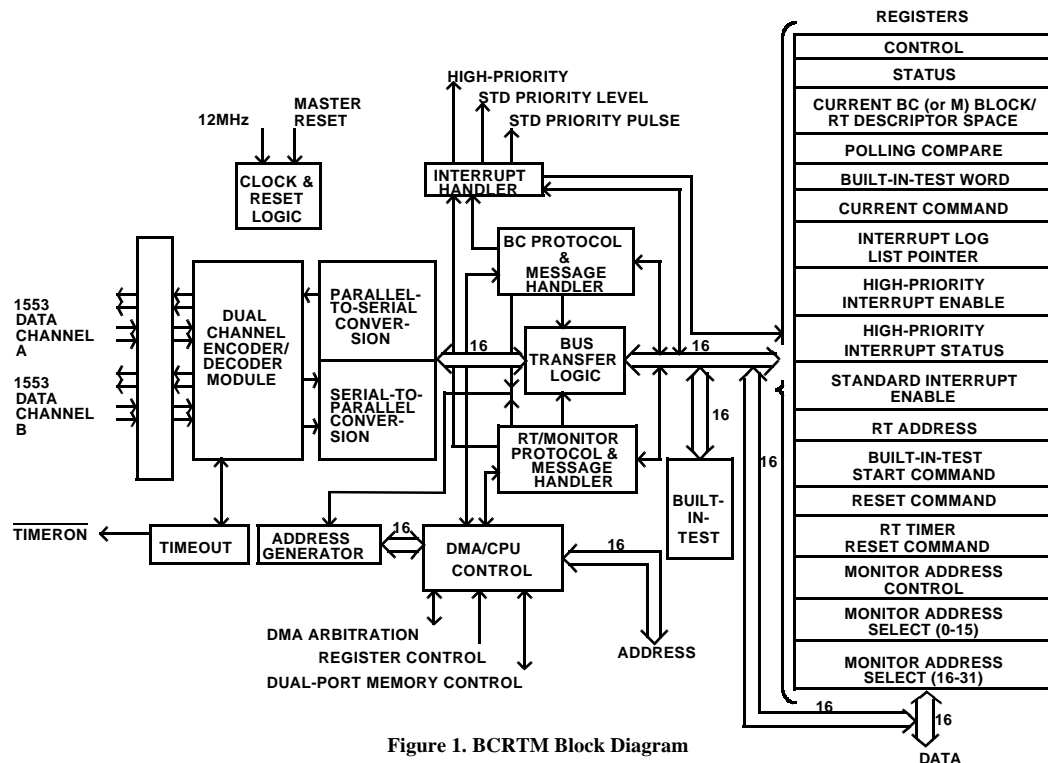 HIGH-PRIORITY
STD PRIORITY LEVEL
STD PRIORITY PULSE
12MHz
MASTER
RESET
CLOCK &
RESET
LOGIC
INTERRUPT
HANDLER
BC PROTOCOL
&
MESSAGE
HANDLER
1553
DATA
CHANNEL
A
1553
DATA
CHANNEL
B
DUAL
CHANNEL
ENCODER/
DECODER
MODULE
PARALLEL-
TO-SERIAL
CONVER-
SION
SERIAL-TO-
PARALLEL
CONVER-
SION
16
BUS
TRANSFER
LOGIC
16
RT/MONITOR
PROTOCOL &
MESSAGE
HANDLER
16
BUILT-
IN-
TEST
16
TIMERON
TIMEOUT
ADDRESS
GENERATOR
16
DMA/CPU
CONTROL
16
DMA ARBITRATION
REGISTER CONTROL
DUAL-PORT MEMORY CONTROL
ADDRESS
REGISTERS
CONTROL
STATUS
CURRENT BC (or M) BLOCK/
RT DESCRIPTOR SPACE
POLLING COMPARE
BUILT-IN-TEST WORD
CURRENT COMMAND
INTERRUPT LOG
LIST POINTER
HIGH-PRIORITY
INTERRUPT ENABLE
HIGH-PRIORITY
INTERRUPT STATUS
STANDARD INTERRUPT
ENABLE
RT ADDRESS
BUILT-IN-TEST
START COMMAND
RESET COMMAND
RT TIMER
RESET COMMAND
MONITOR ADDRESS
CONTROL
MONITOR ADDRESS
SELECT (0-15)
MONITOR ADDRESS
SELECT (16-31)
16
16
DATA
Figure 1. BCRTM Block Diagram